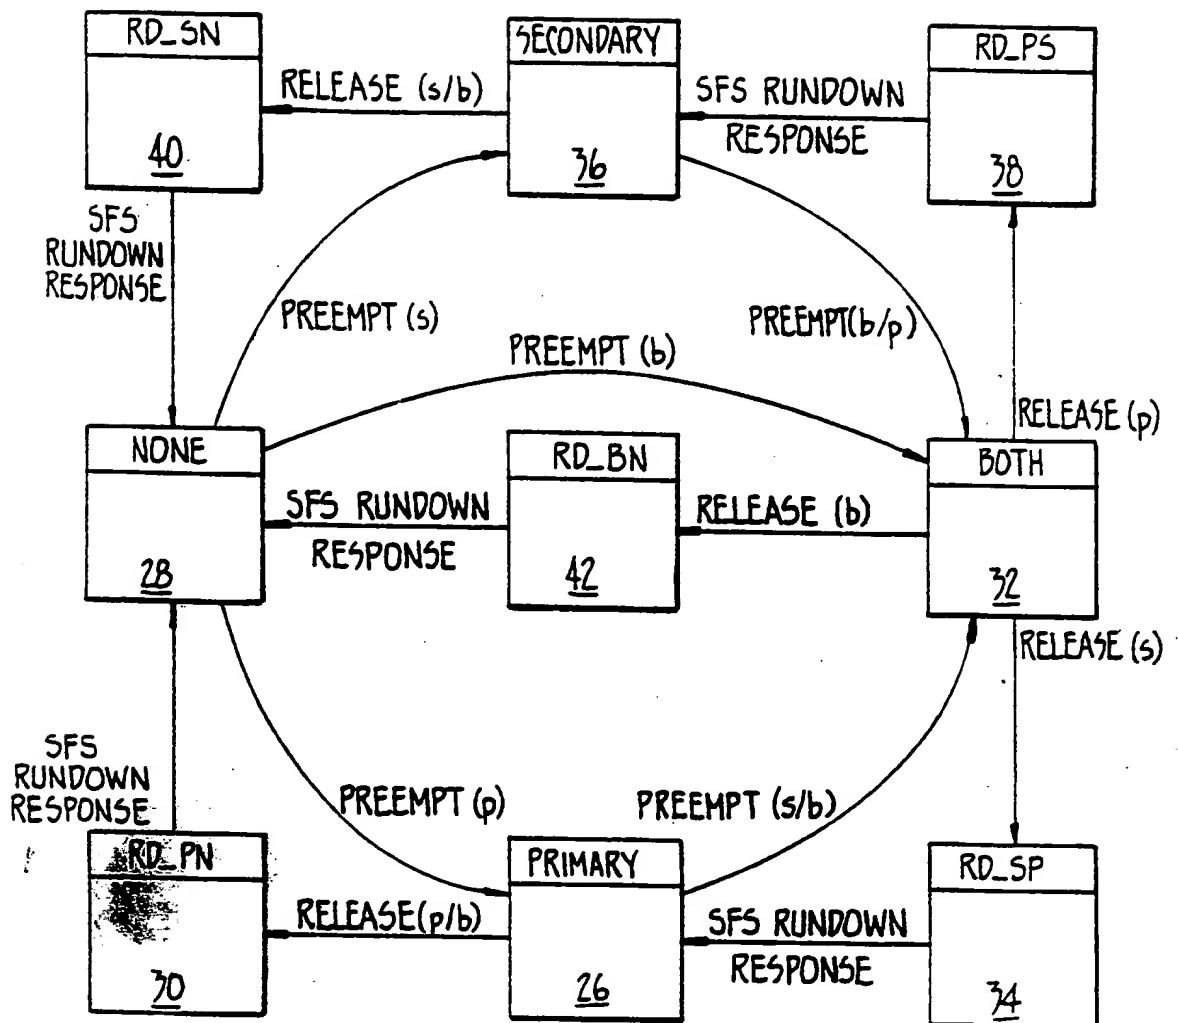 RD_SN
SECONDARY
RD_PS
RELEASE (s/b)
SFS RUNDOWN
RESPONSE
40
36
38
SFS
RUNDOWN
RESPONSE
PREEMPT (s)
PREEMPT(b/p)
PREEMPT (b)
RELEASE (p)
NONE
RD_BN
BOTH
SFS RUNDOWN
RESPONSE
RELEASE (b)
28
42
32
RELEASE (s)
SFS
RUNDOWN
RESPONSE
PREEMPT (p)
PREEMPT (s/b)
RD_PN
PRIMARY
RD_SP
RELEASE(p/b)
SFS RUNDOWN
RESPONSE
30
26
34